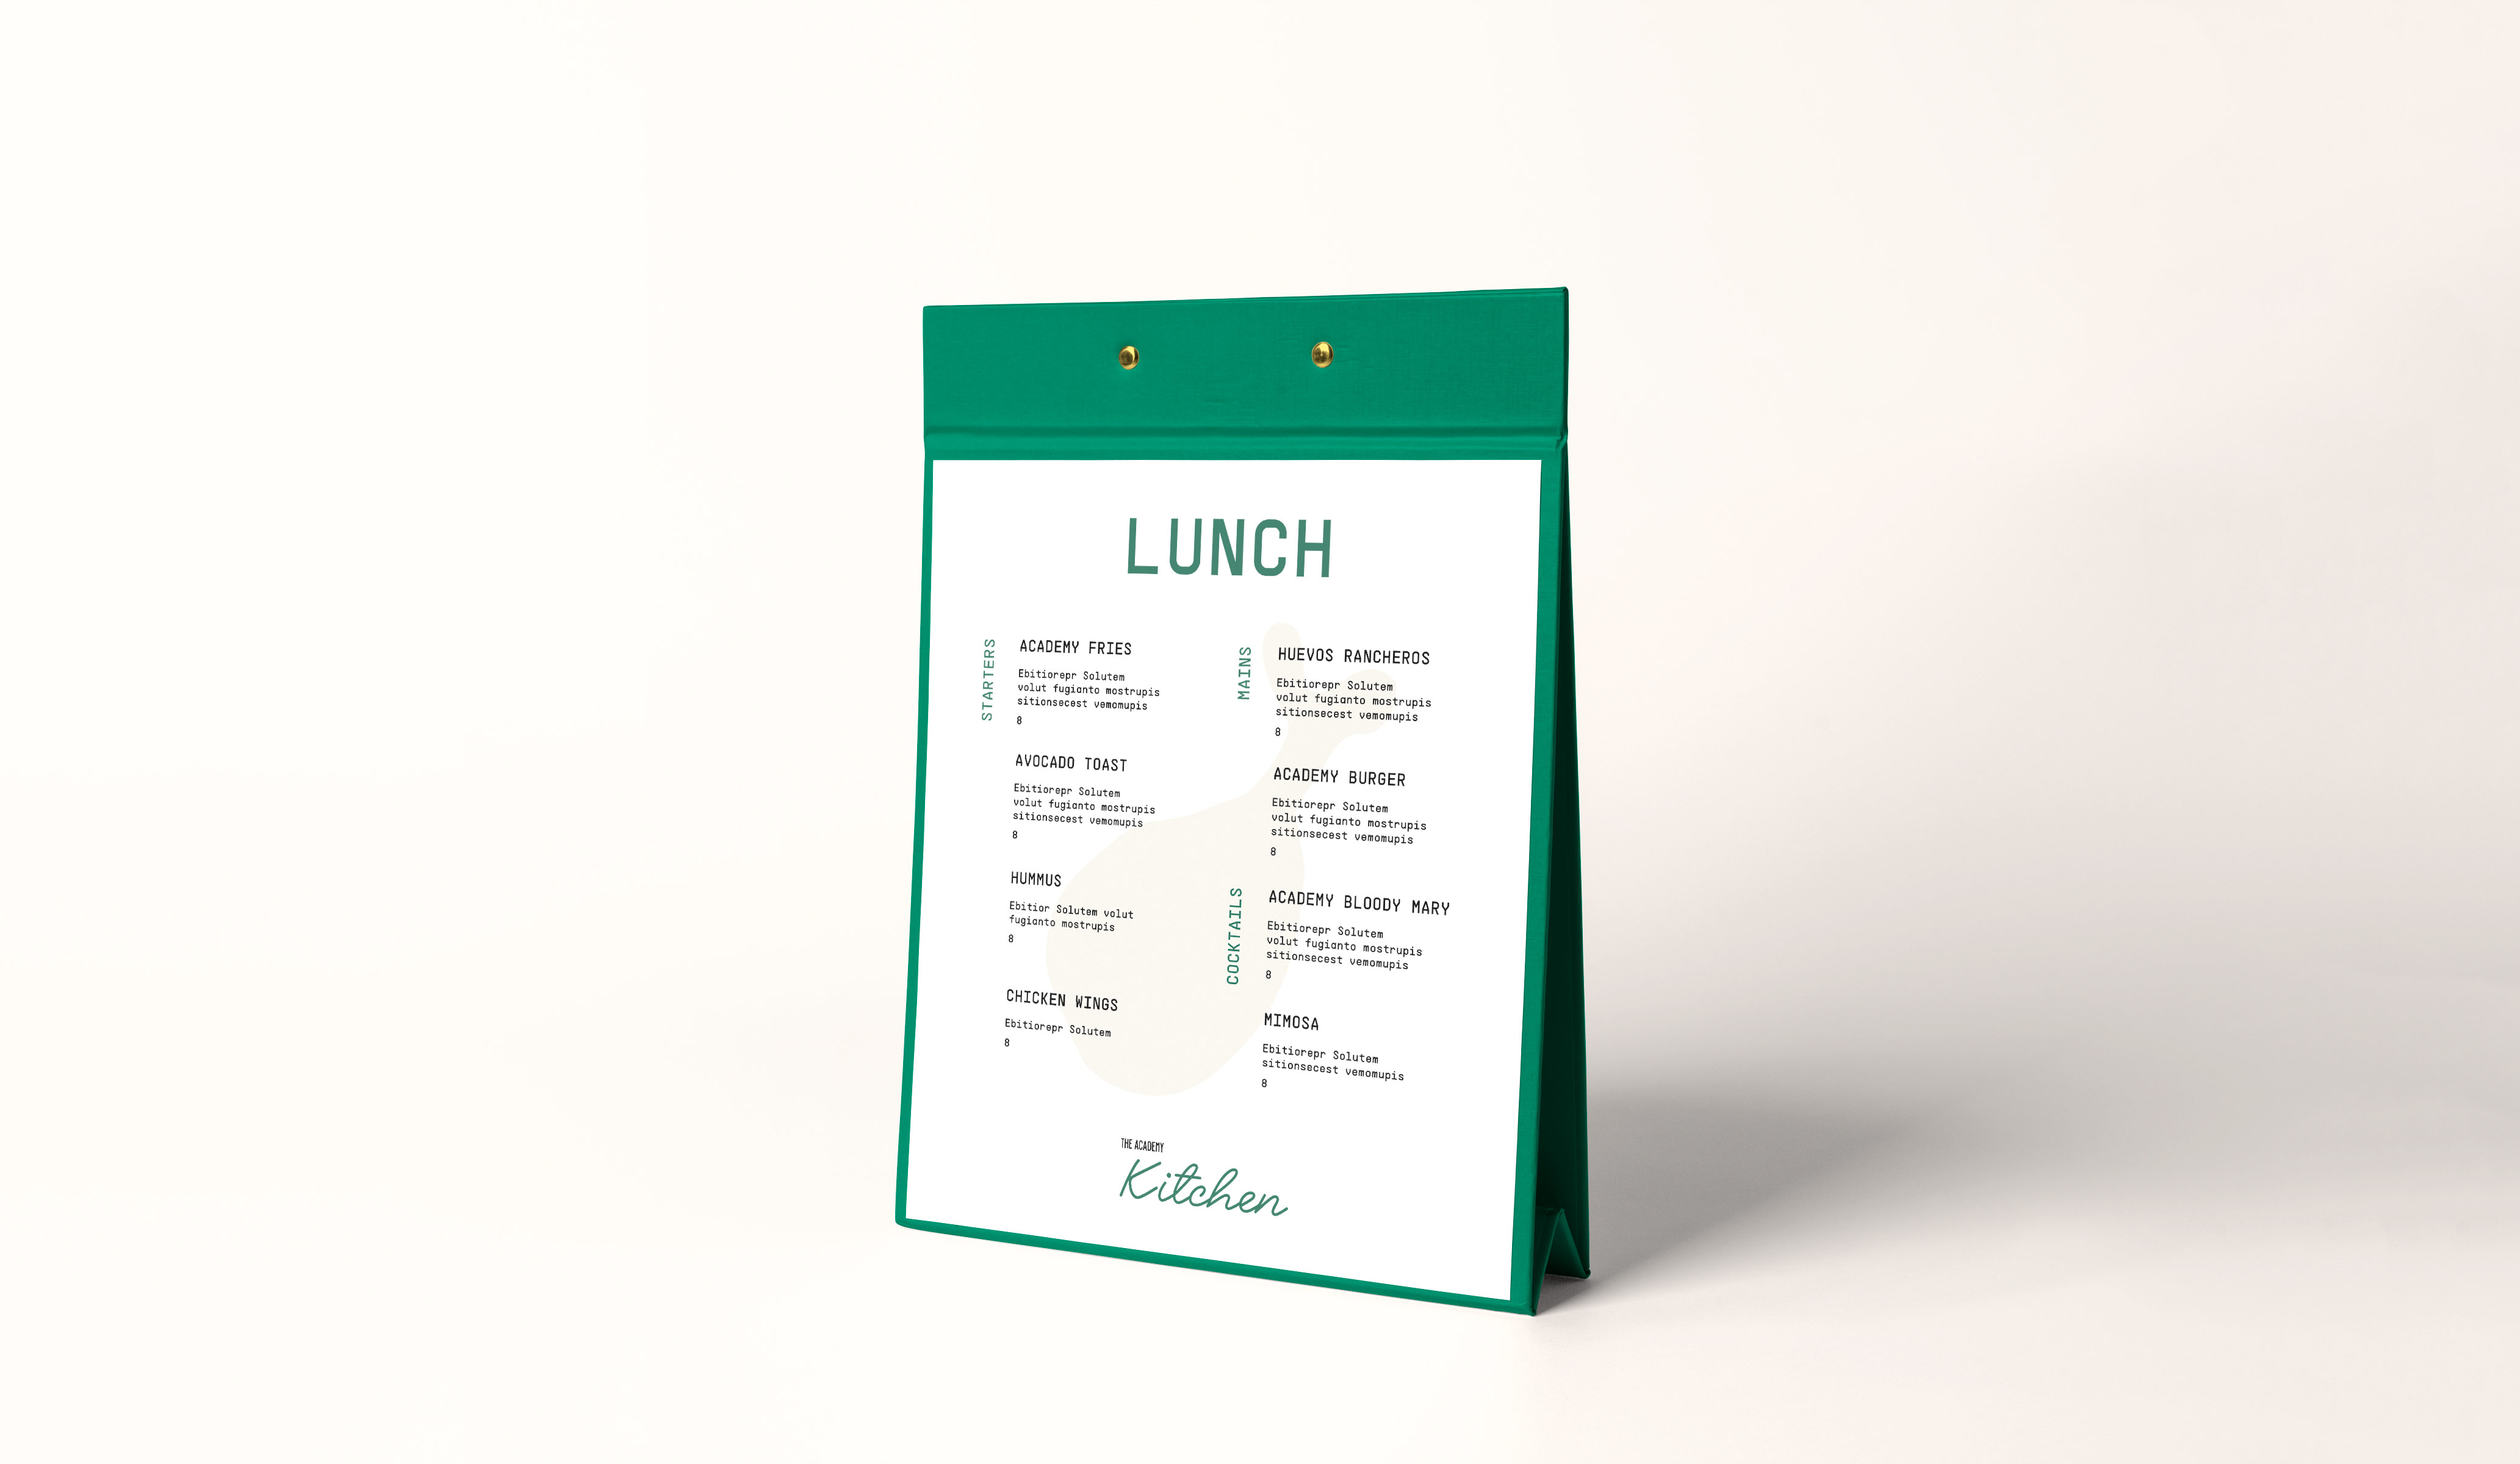 LUNCH
STARTERS
ACADEMY FRIES
Ebitiorepr Solutem
volut fugianto mostrupis
sitionsecest vemomupis
8
AVOCADO TOAST
Ebitiorepr Solutem
volut fugianto mostrupis
sitionsecest vemomupis
8
HUMMUS
Ebitior Solutem volut
fugianto mostrupis
8
CHICKEN WINGS
Ebitiorepr Solutem
8
MAINS
HUEVOS RANCHEROS
Ebitiorepr Solutem
volut fugianto mostrupis
sitionsecest vemomupis
8
ACADEMY BURGER
Ebitiorepr Solutem
volut fugianto mostrupis
sitionsecest vemomupis
8
COCKTAILS
ACADEMY BLOODY MARY
Ebitiorepr Solutem
volut fugianto mostrupis
sitionsecest vemomupis
8
MIMOSA
Ebitiorepr Solutem
sitionsecest vemomupis
8
THE ACADEMY
Kitchen